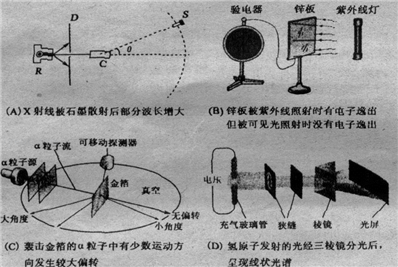 D
S
R
C
θ
(A) X 射线被石墨散射后部分波长增大
验电器
锌板
紫外线灯
(B) 锌板被紫外线照射时有电子逸出
但被可见光照射时没有电子逸出
可移动探测器
α粒子流
α粒子源
金箔
真空
无偏转
小角度
大角度
(C) 轰击金箔的α粒子中有少数运动方
向发生较大偏转
电压
充气玻璃管
狭缝
棱镜
光屏
(D) 氢原子发射的光经三棱镜分光后,
呈现线状光谱